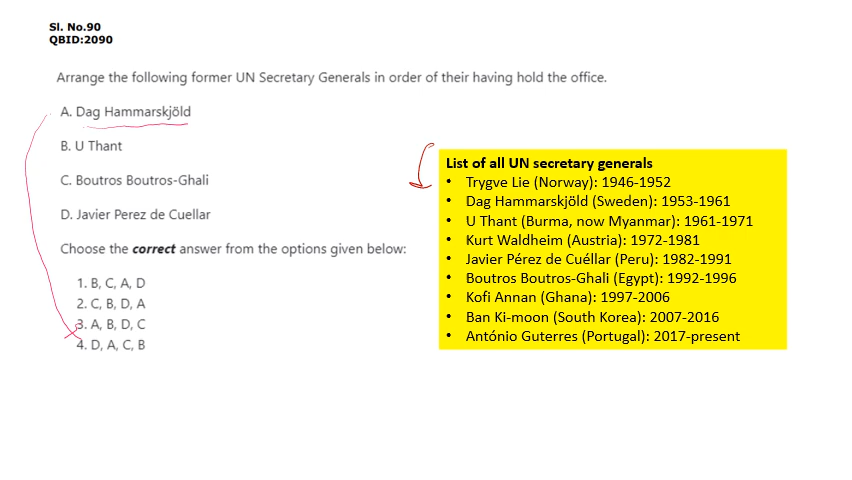 Sl. No.90
QBID:2090
Arrange the following former UN Secretary Generals in order of their having hold the office.
A. Dag Hammarskjöld
B. U Thant
C. Boutros Boutros-Ghali
D. Javier Perez de Cuellar
Choose the correct answer from the options given below:
1. B, C, A, D
2. C, B, D, A
3. A, B, D, C
4. D, A, C, B
List of all UN secretary generals
• Trygve Lie (Norway): 1946-1952
• Dag Hammarskjöld (Sweden): 1953-1961
• U Thant (Burma, now Myanmar): 1961-1971
• Kurt Waldheim (Austria): 1972-1981
• Javier Pérez de Cuéllar (Peru): 1982-1991
• Boutros Boutros-Ghali (Egypt): 1992-1996
• Kofi Annan (Ghana): 1997-2006
• Ban Ki-moon (South Korea): 2007-2016
• António Guterres (Portugal): 2017-present